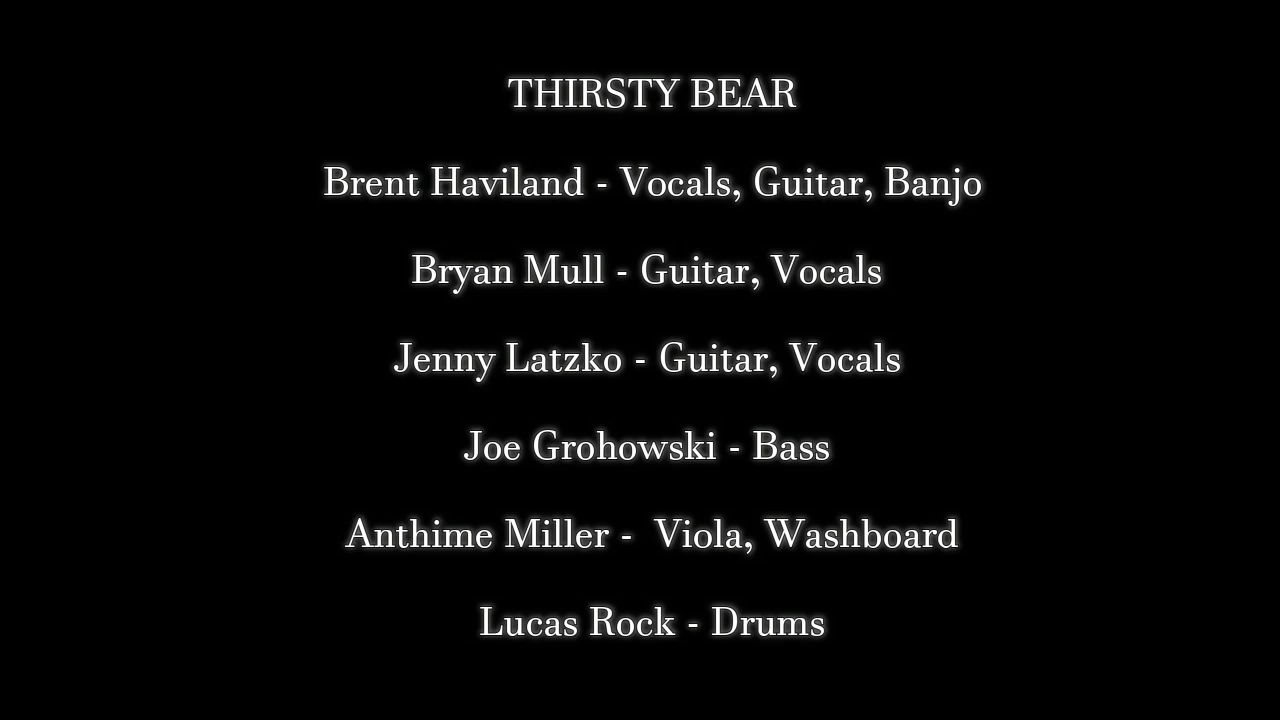 THIRSTY BEAR
Brent Haviland - Vocals, Guitar, Banjo
Bryan Mull - Guitar, Vocals
Jenny Latzko - Guitar, Vocals
Joe Grohowski - Bass
Anthime Miller -  Viola, Washboard
Lucas Rock - Drums